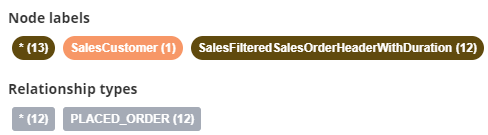 Node labels
* (13) SalesCustomer (1) SalesFilteredSalesOrderHeaderWithDuration (12)
Relationship types
* (12) PLACED_ORDER (12)